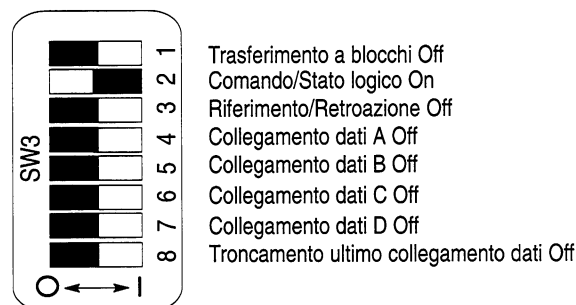 1 Trasferimento a blocchi Off
2 Comando/Stato logico On
3 Riferimento/Retroazione Off
4 Collegamento dati A Off
5 Collegamento dati B Off
6 Collegamento dati C Off
7 Collegamento dati D Off
8 Troncamento ultimo collegamento dati Off
SW3
O I